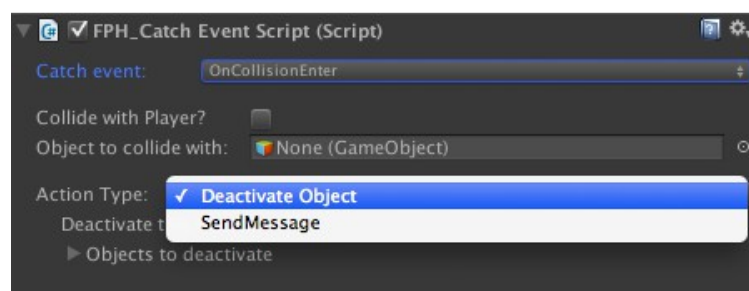 FPH_Catch Event Script (Script)
Catch event: OnCollisionEnter
Collide with Player?
Object to collide with: None (GameObject)
Action Type: ✓ Deactivate Object
SendMessage
Deactivate
Objects to deactivate